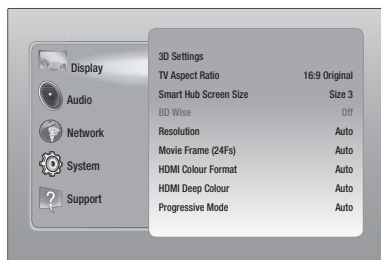 Display
Audio
Network
System
Support
3D Settings
TV Aspect Ratio 16:9 Original
Smart Hub Screen Size Size 3
BD Wise Off
Resolution Auto
Movie Frame (24Fs) Auto
HDMI Colour Format Auto
HDMI Deep Colour Auto
Progressive Mode Auto